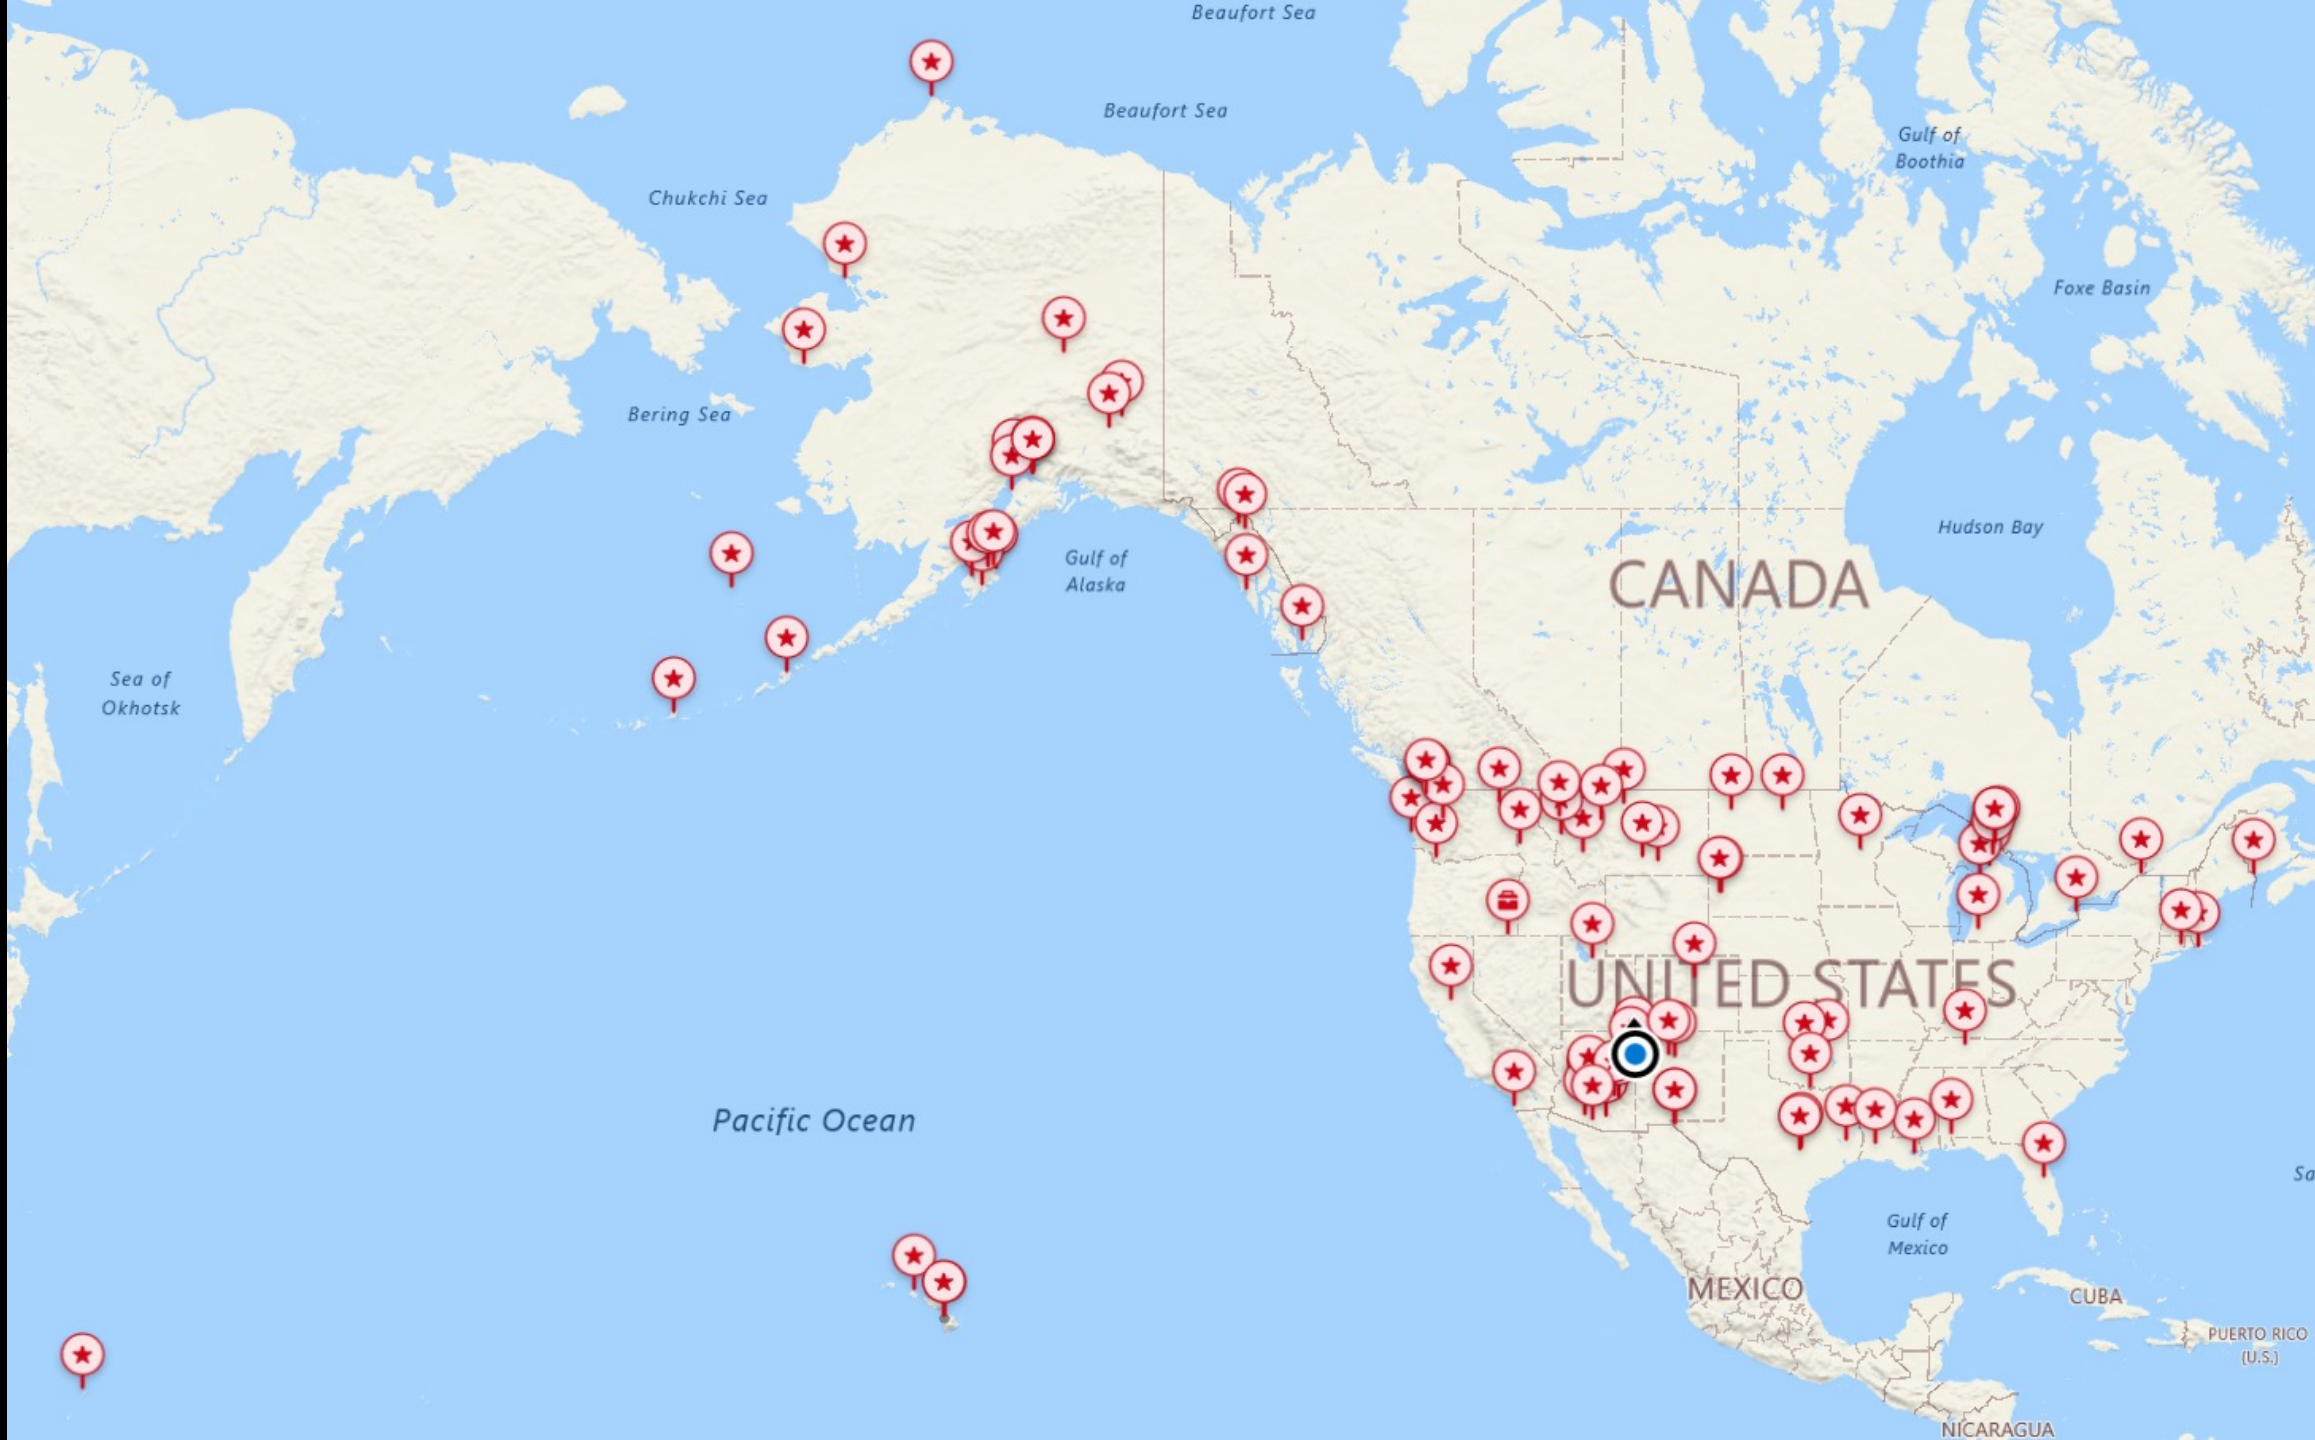 Beaufort Sea
Beaufort Sea
Gulf of
Boothia
Chukchi Sea
Foxe Basin
Bering Sea
Hudson Bay
Gulf of
Alaska
CANADA
Sea of
Okhotsk
UNITED STATES
Pacific Ocean
Sa
Gulf of
Mexico
MEXICO
CUBA
PUERTO RICO
(U.S.)
NICARAGUA